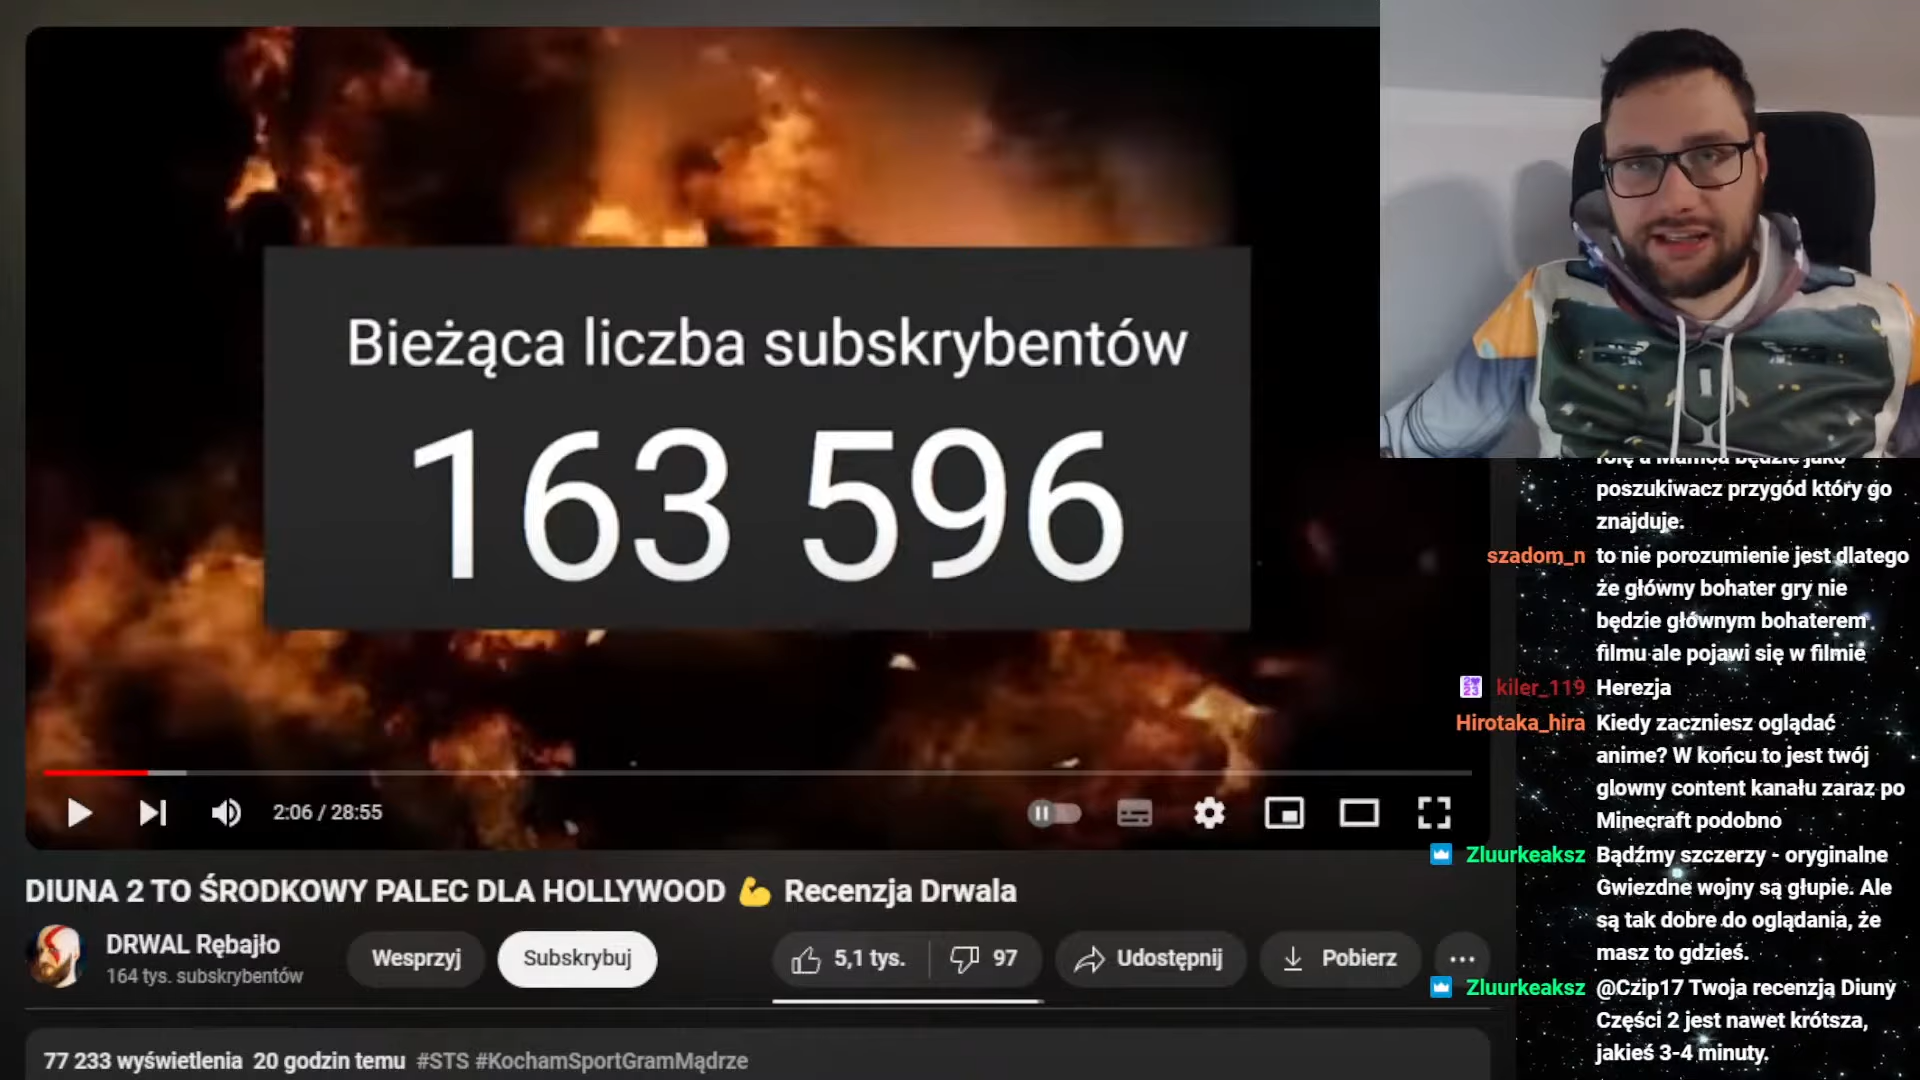 Bieżąca liczba subskrybentów
163 596
2:06 / 28:55
DIUNA 2 TO ŚRODKOWY PALEC DLA HOLLYWOOD 💪 Recenzja Drwala
DRWAL Rębajło
164 tys. subskrybentów
Wesprzyj
Subskrybuj
5,1 tys.
97
Udostępnij
Pobierz
77 233 wyświetlenia 20 godzin temu #STS #KochamSportGramMądrze
będzie jako
poszukiwacz przygód który go
znajduje.
szadom_n to nie porozumienie jest dlatego
że główny bohater gry nie
będzie głównym bohaterem
filmu ale pojawi się w filmie
kiler_119 Herezja
Hirotaka_hira Kiedy zaczniesz oglądać
anime? W końcu to jest twój
glowny content kanału zaraz po
Minecraft podobno
Zluurkeaksz Bądźmy szczerzy - oryginalne
Gwiezdne wojny są głupie. Ale
są tak dobre do oglądania, że
masz to gdzieś.
Zluurkeaksz @Czip17 Twoja recenzja Diuny
Części 2 jest nawet krótsza,
jakieś 3-4 minuty.